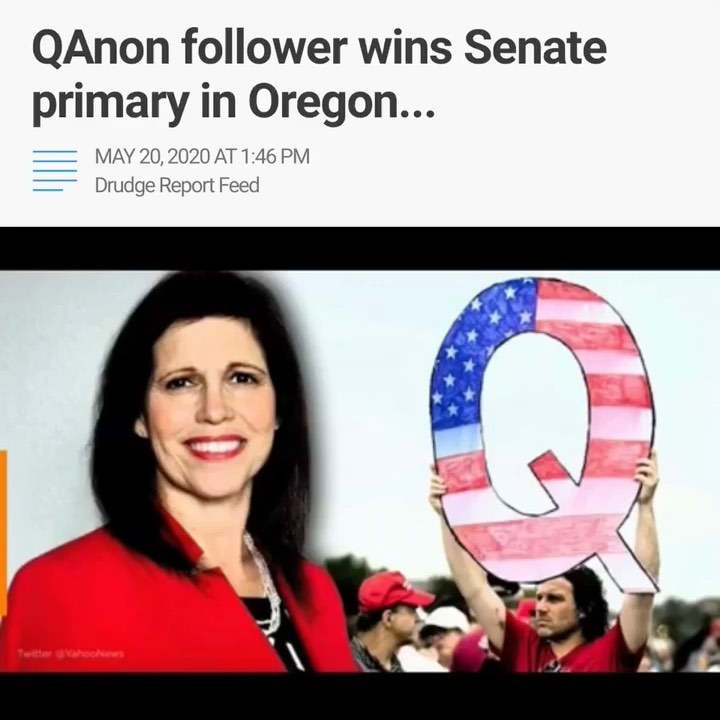 QAnon follower wins Senate
primary in Oregon...
MAY 20, 2020 AT 1:46 PM
Drudge Report Feed
Twitter @YahooNews